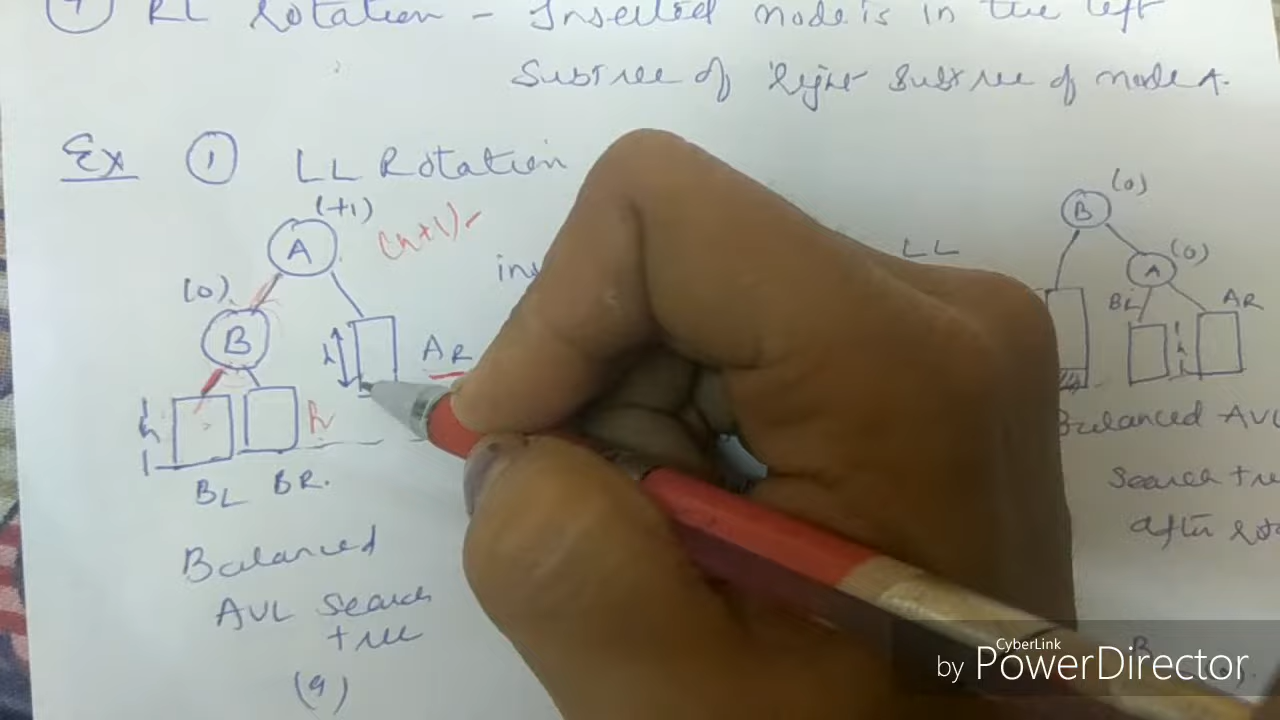 RL Rotation - Inserted node is in the left
Subtree of right Subtree of node A.
Ex ① LL Rotation
(+1)
A
(h+1)
(0)
B
h
AR
h
h
BL BR.
Balanced
AVL Search
tree
(a)
LL
(0)
B
(0)
A
BL
AR
h
Balanced AVL
Search tre
after
B
CyberLink
by PowerDirector